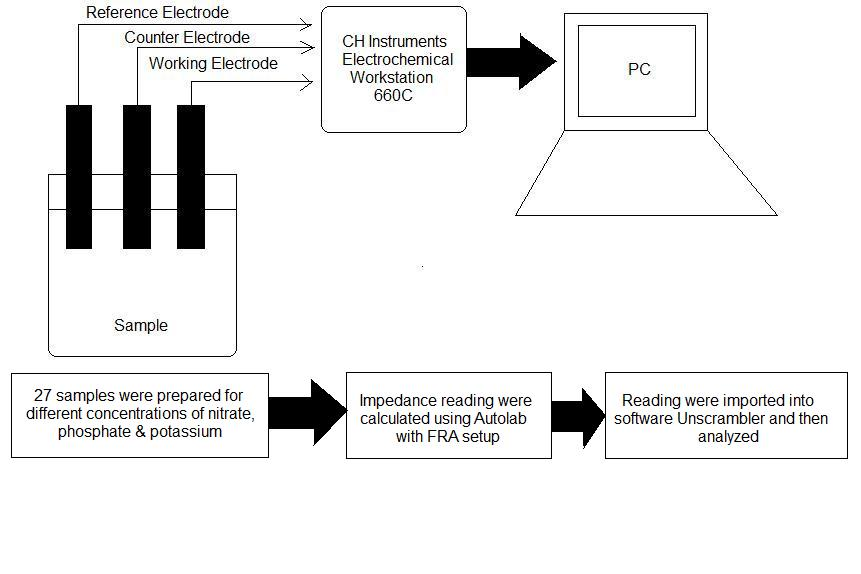 Reference Electrode
Counter Electrode
Working Electrode
CH Instruments
Electrochemical
Workstation
660C
PC
Sample
27 samples were prepared for
different concentrations of nitrate,
phosphate & potassium
Impedance reading were
calculated using Autolab
with FRA setup
Reading were imported into
software Unscrambler and then
analyzed